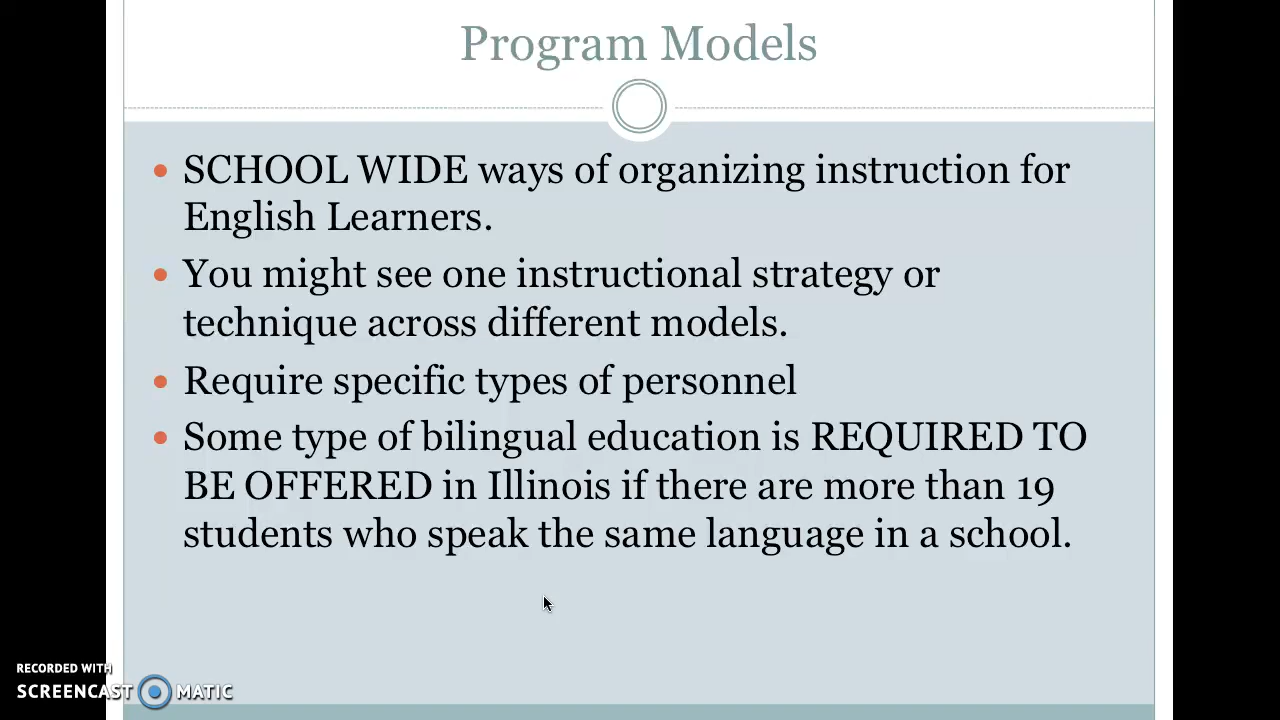 Program Models
• SCHOOL WIDE ways of organizing instruction for
English Learners.
• You might see one instructional strategy or
technique across different models.
• Require specific types of personnel
• Some type of bilingual education is REQUIRED TO
BE OFFERED in Illinois if there are more than 19
students who speak the same language in a school.
RECORDED WITH
SCREENCAST MATIC